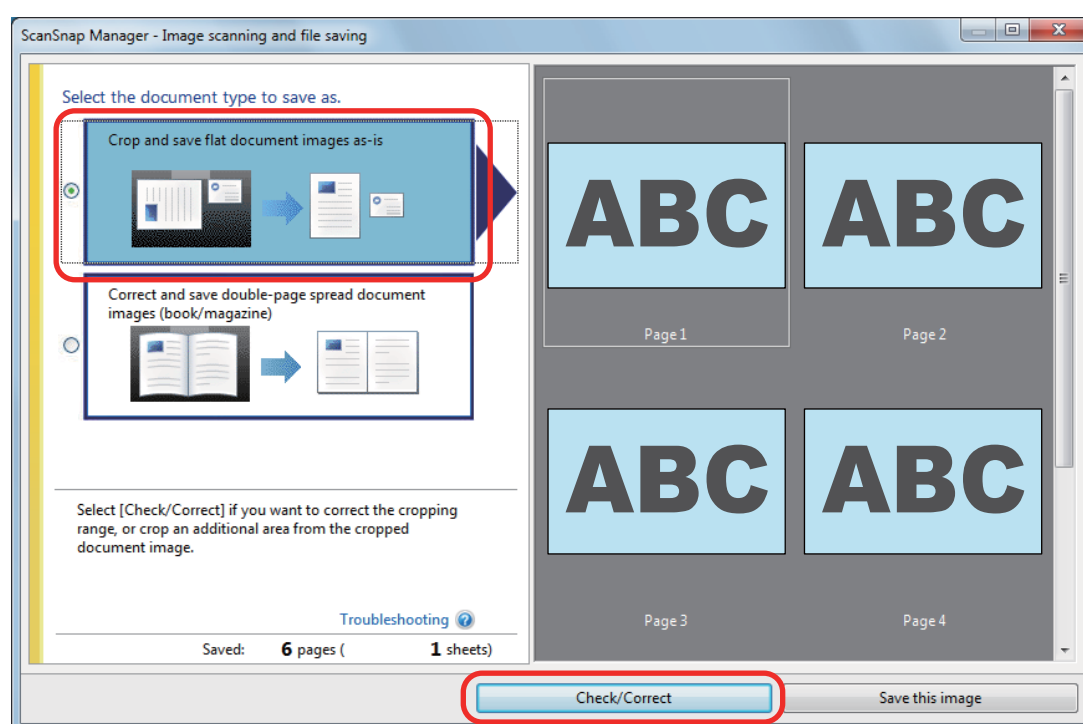 ScanSnap Manager - Image scanning and file saving
Select the document type to save as.
Crop and save flat document images as-is
Correct and save double-page spread document
images (book/magazine)
Select [Check/Correct] if you want to correct the cropping
range, or crop an additional area from the cropped
document image.
Troubleshooting ?
Saved: 6 pages ( 1 sheets)
ABC ABC
Page 1 Page 2
ABC ABC
Page 3 Page 4
Check/Correct Save this image